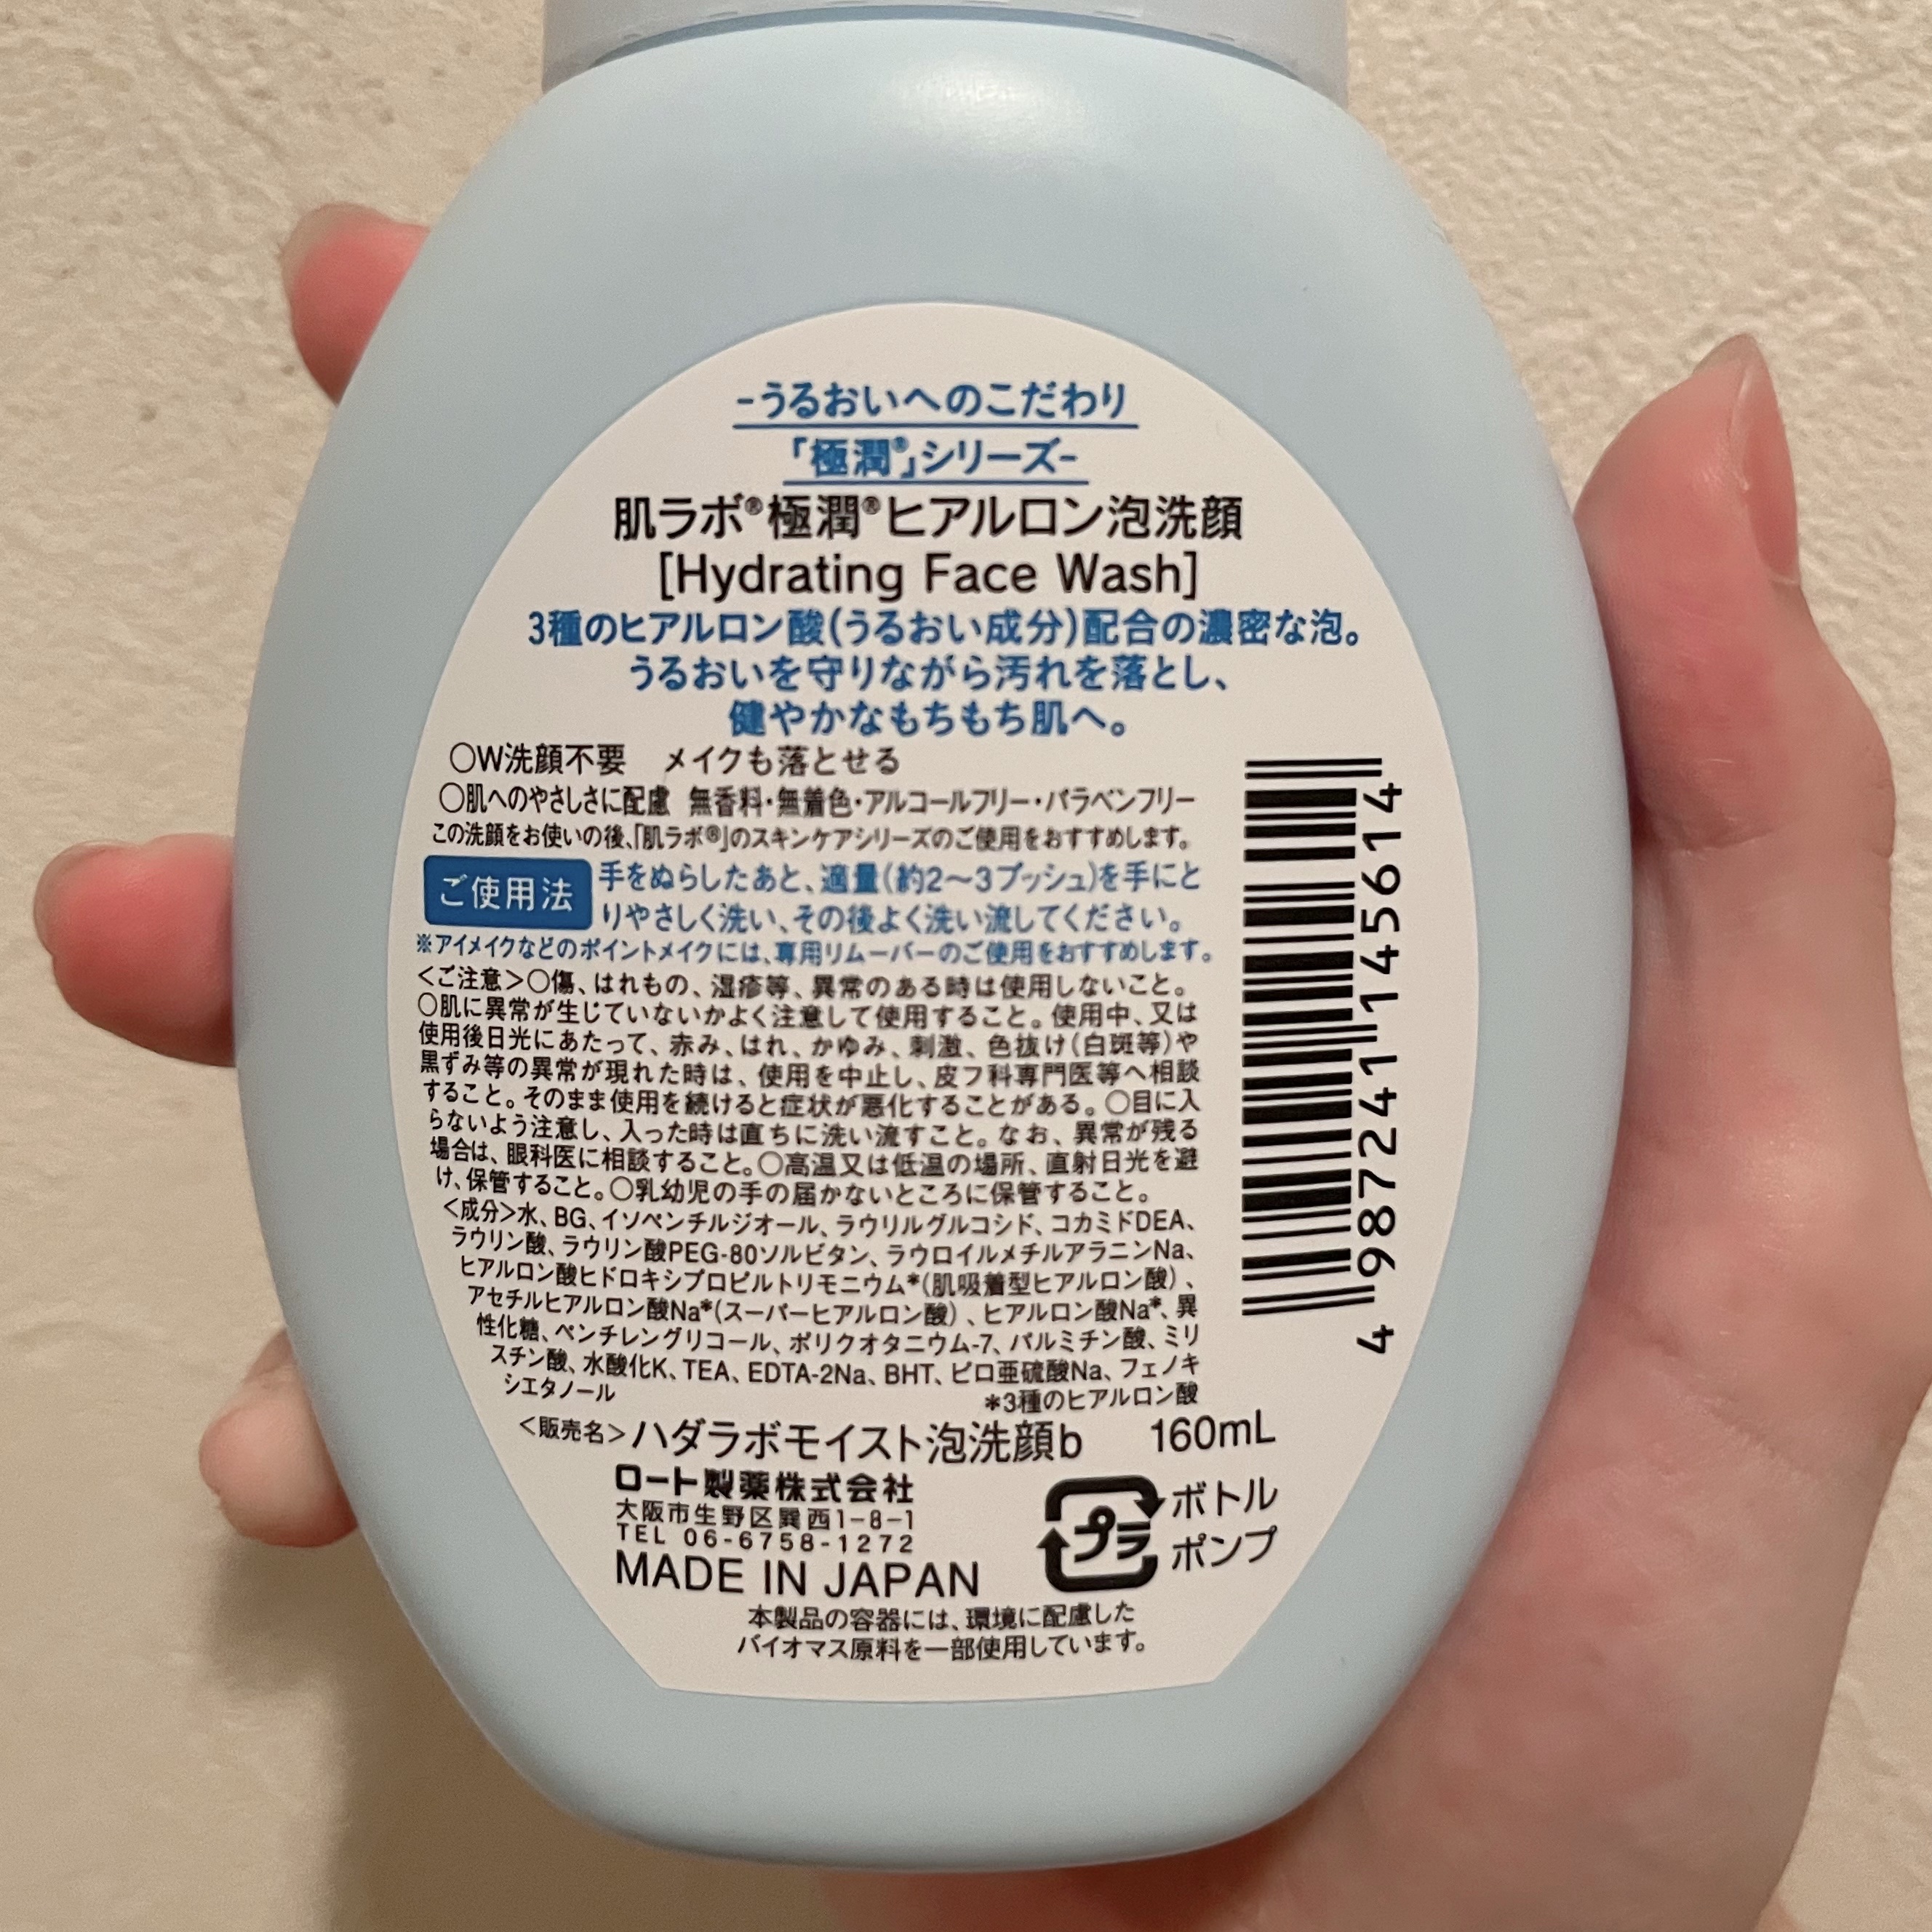 -うるおいへのこだわり
「極潤®」シリーズ-
肌ラボ®極潤®ヒアルロン泡洗顔
[Hydrating Face Wash]
3種のヒアルロン酸(うるおい成分)配合の濃密な泡。
うるおいを守りながら汚れを落とし、
健やかなもちもち肌へ。
○W洗顔不要 メイクも落とせる
○肌へのやさしさに配慮 無香料・無着色・アルコールフリー・パラベンフリー
この洗顔をお使いの後、「肌ラボ®」のスキンケアシリーズのご使用をおすすめします。
ご使用法 手をぬらしたあと、適量(約2〜3プッシュ)を手にと
りやさしく洗い、その後よく洗い流してください。
※アイメイクなどのポイントメイクには、専用リムーバーのご使用をおすすめします。
<ご注意>○傷、はれもの、湿疹等、異常のある時は使用しないこと。
○肌に異常が生じていないかよく注意して使用すること。使用中、又は
使用後日光にあたって、赤み、はれ、かゆみ、刺激、色抜け(白斑等)や
黒ずみ等の異常が現れた時は、使用を中止し、皮フ科専門医等へ相談
すること。そのまま使用を続けると症状が悪化することがある。○目に入
らないよう注意し、入った時は直ちに洗い流すこと。なお、異常が残る
場合は、眼科医に相談すること。○高温又は低温の場所、直射日光を避
け、保管すること。○乳幼児の手の届かないところに保管すること。
<成分>水、BG、イソペンチルジオール、ラウリルグルコシド、コカミドDEA、
ラウリン酸、ラウリン酸PEG-80ソルビタン、ラウロイルメチルアラニンNa、
ヒアルロン酸ヒドロキシプロピルトリモニウム*(肌吸着型ヒアルロン酸)、
アセチルヒアルロン酸Na*(スーパーヒアルロン酸)、ヒアルロン酸Na*、異
性化糖、ペンチレングリコール、ポリクオタニウム-7、パルミチン酸、ミリ
スチン酸、水酸化K、TEA、EDTA-2Na、BHT、ピロ亜硫酸Na、フェノキ
シエタノール
*3種のヒアルロン酸
<販売名>ハダラボモイスト泡洗顔b 160mL
ロート製薬株式会社
大阪市生野区巽西1-8-1
TEL 06-6758-1272
MADE IN JAPAN
プラ
ボトル
ポンプ
本製品の容器には、環境に配慮した
バイオマス原料を一部使用しています。
4 987241 145614